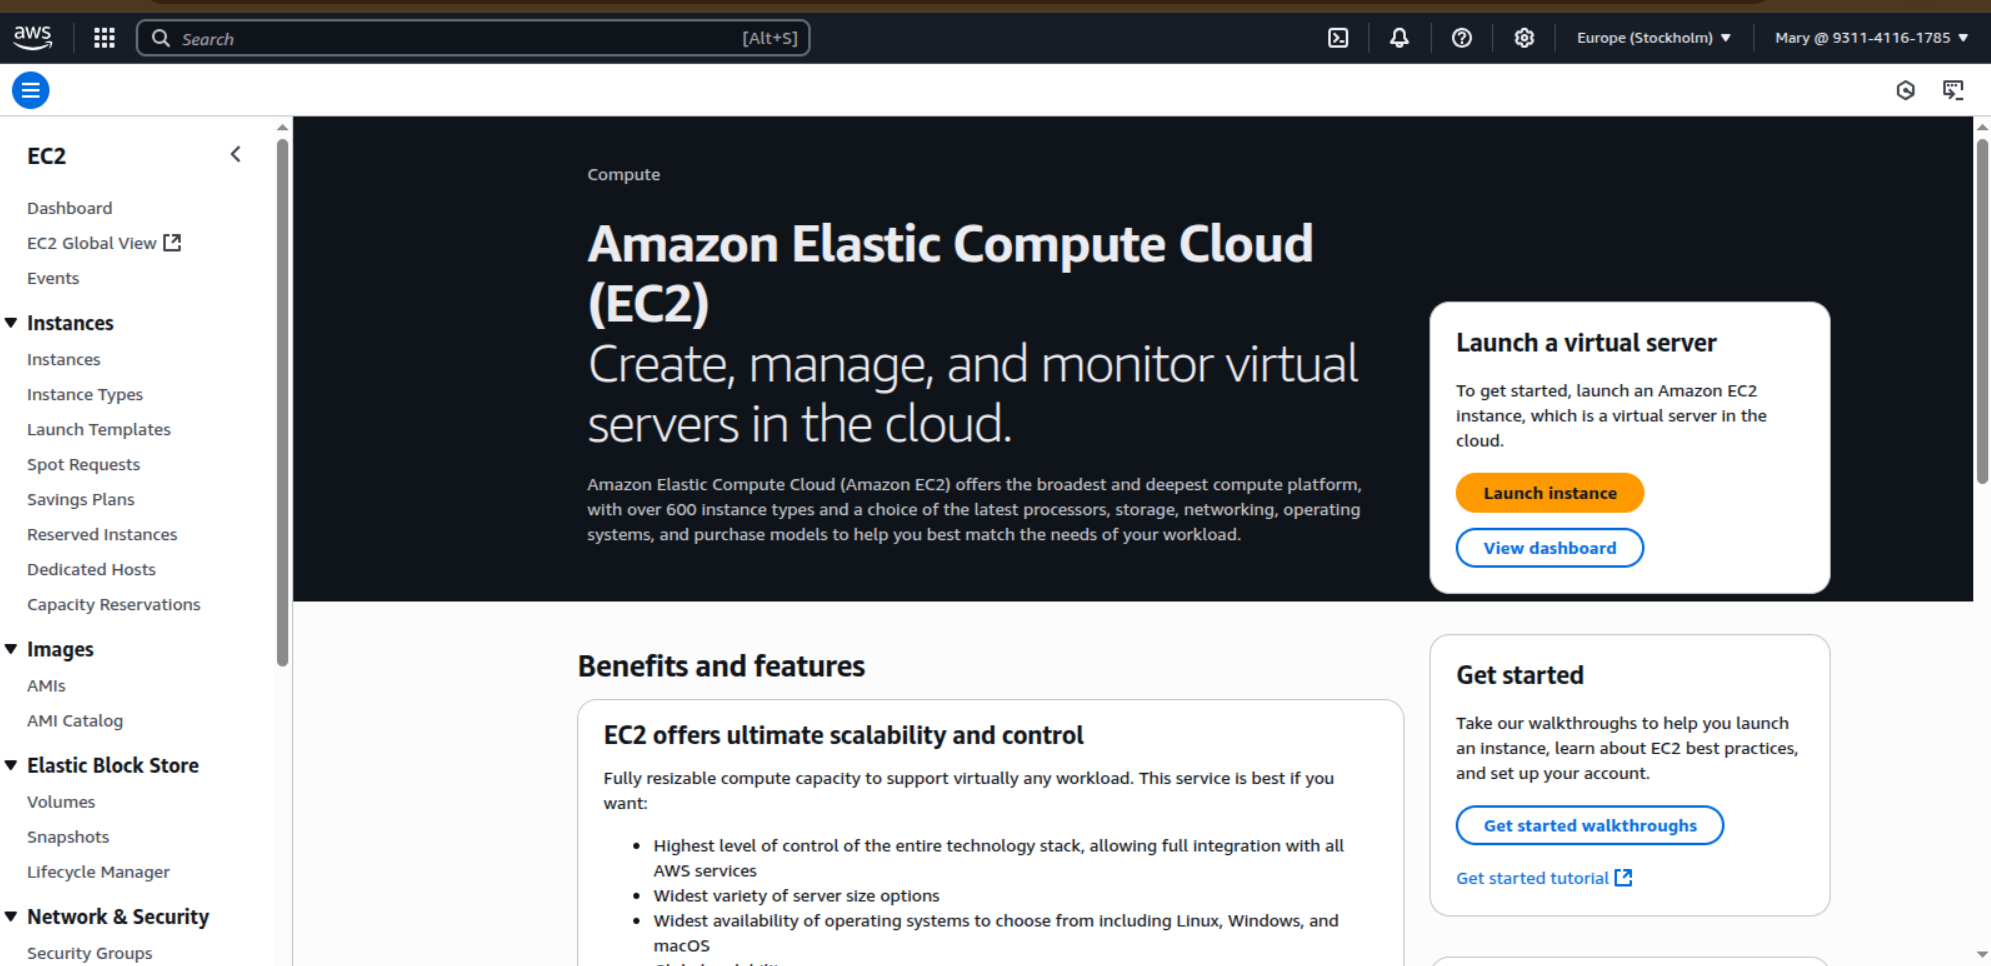 aws
Search
[Alt+S]
Europe (Stockholm)
Mary @ 9311-4116-1785
EC2
Dashboard
EC2 Global View
Events
Instances
Instances
Instance Types
Launch Templates
Spot Requests
Savings Plans
Reserved Instances
Dedicated Hosts
Capacity Reservations
Images
AMIs
AMI Catalog
Elastic Block Store
Volumes
Snapshots
Lifecycle Manager
Network & Security
Security Groups
Compute
Amazon Elastic Compute Cloud
(EC2)
Create, manage, and monitor virtual
servers in the cloud.
Amazon Elastic Compute Cloud (Amazon EC2) offers the broadest and deepest compute platform,
with over 600 instance types and a choice of the latest processors, storage, networking, operating
systems, and purchase models to help you best match the needs of your workload.
Launch a virtual server
To get started, launch an Amazon EC2
instance, which is a virtual server in the
cloud.
Launch instance
View dashboard
Benefits and features
EC2 offers ultimate scalability and control
Fully resizable compute capacity to support virtually any workload. This service is best if you
want:
• Highest level of control of the entire technology stack, allowing full integration with all
AWS services
• Widest variety of server size options
• Widest availability of operating systems to choose from including Linux, Windows, and
macOS
Get started
Take our walkthroughs to help you launch
an instance, learn about EC2 best practices,
and set up your account.
Get started walkthroughs
Get started tutorial